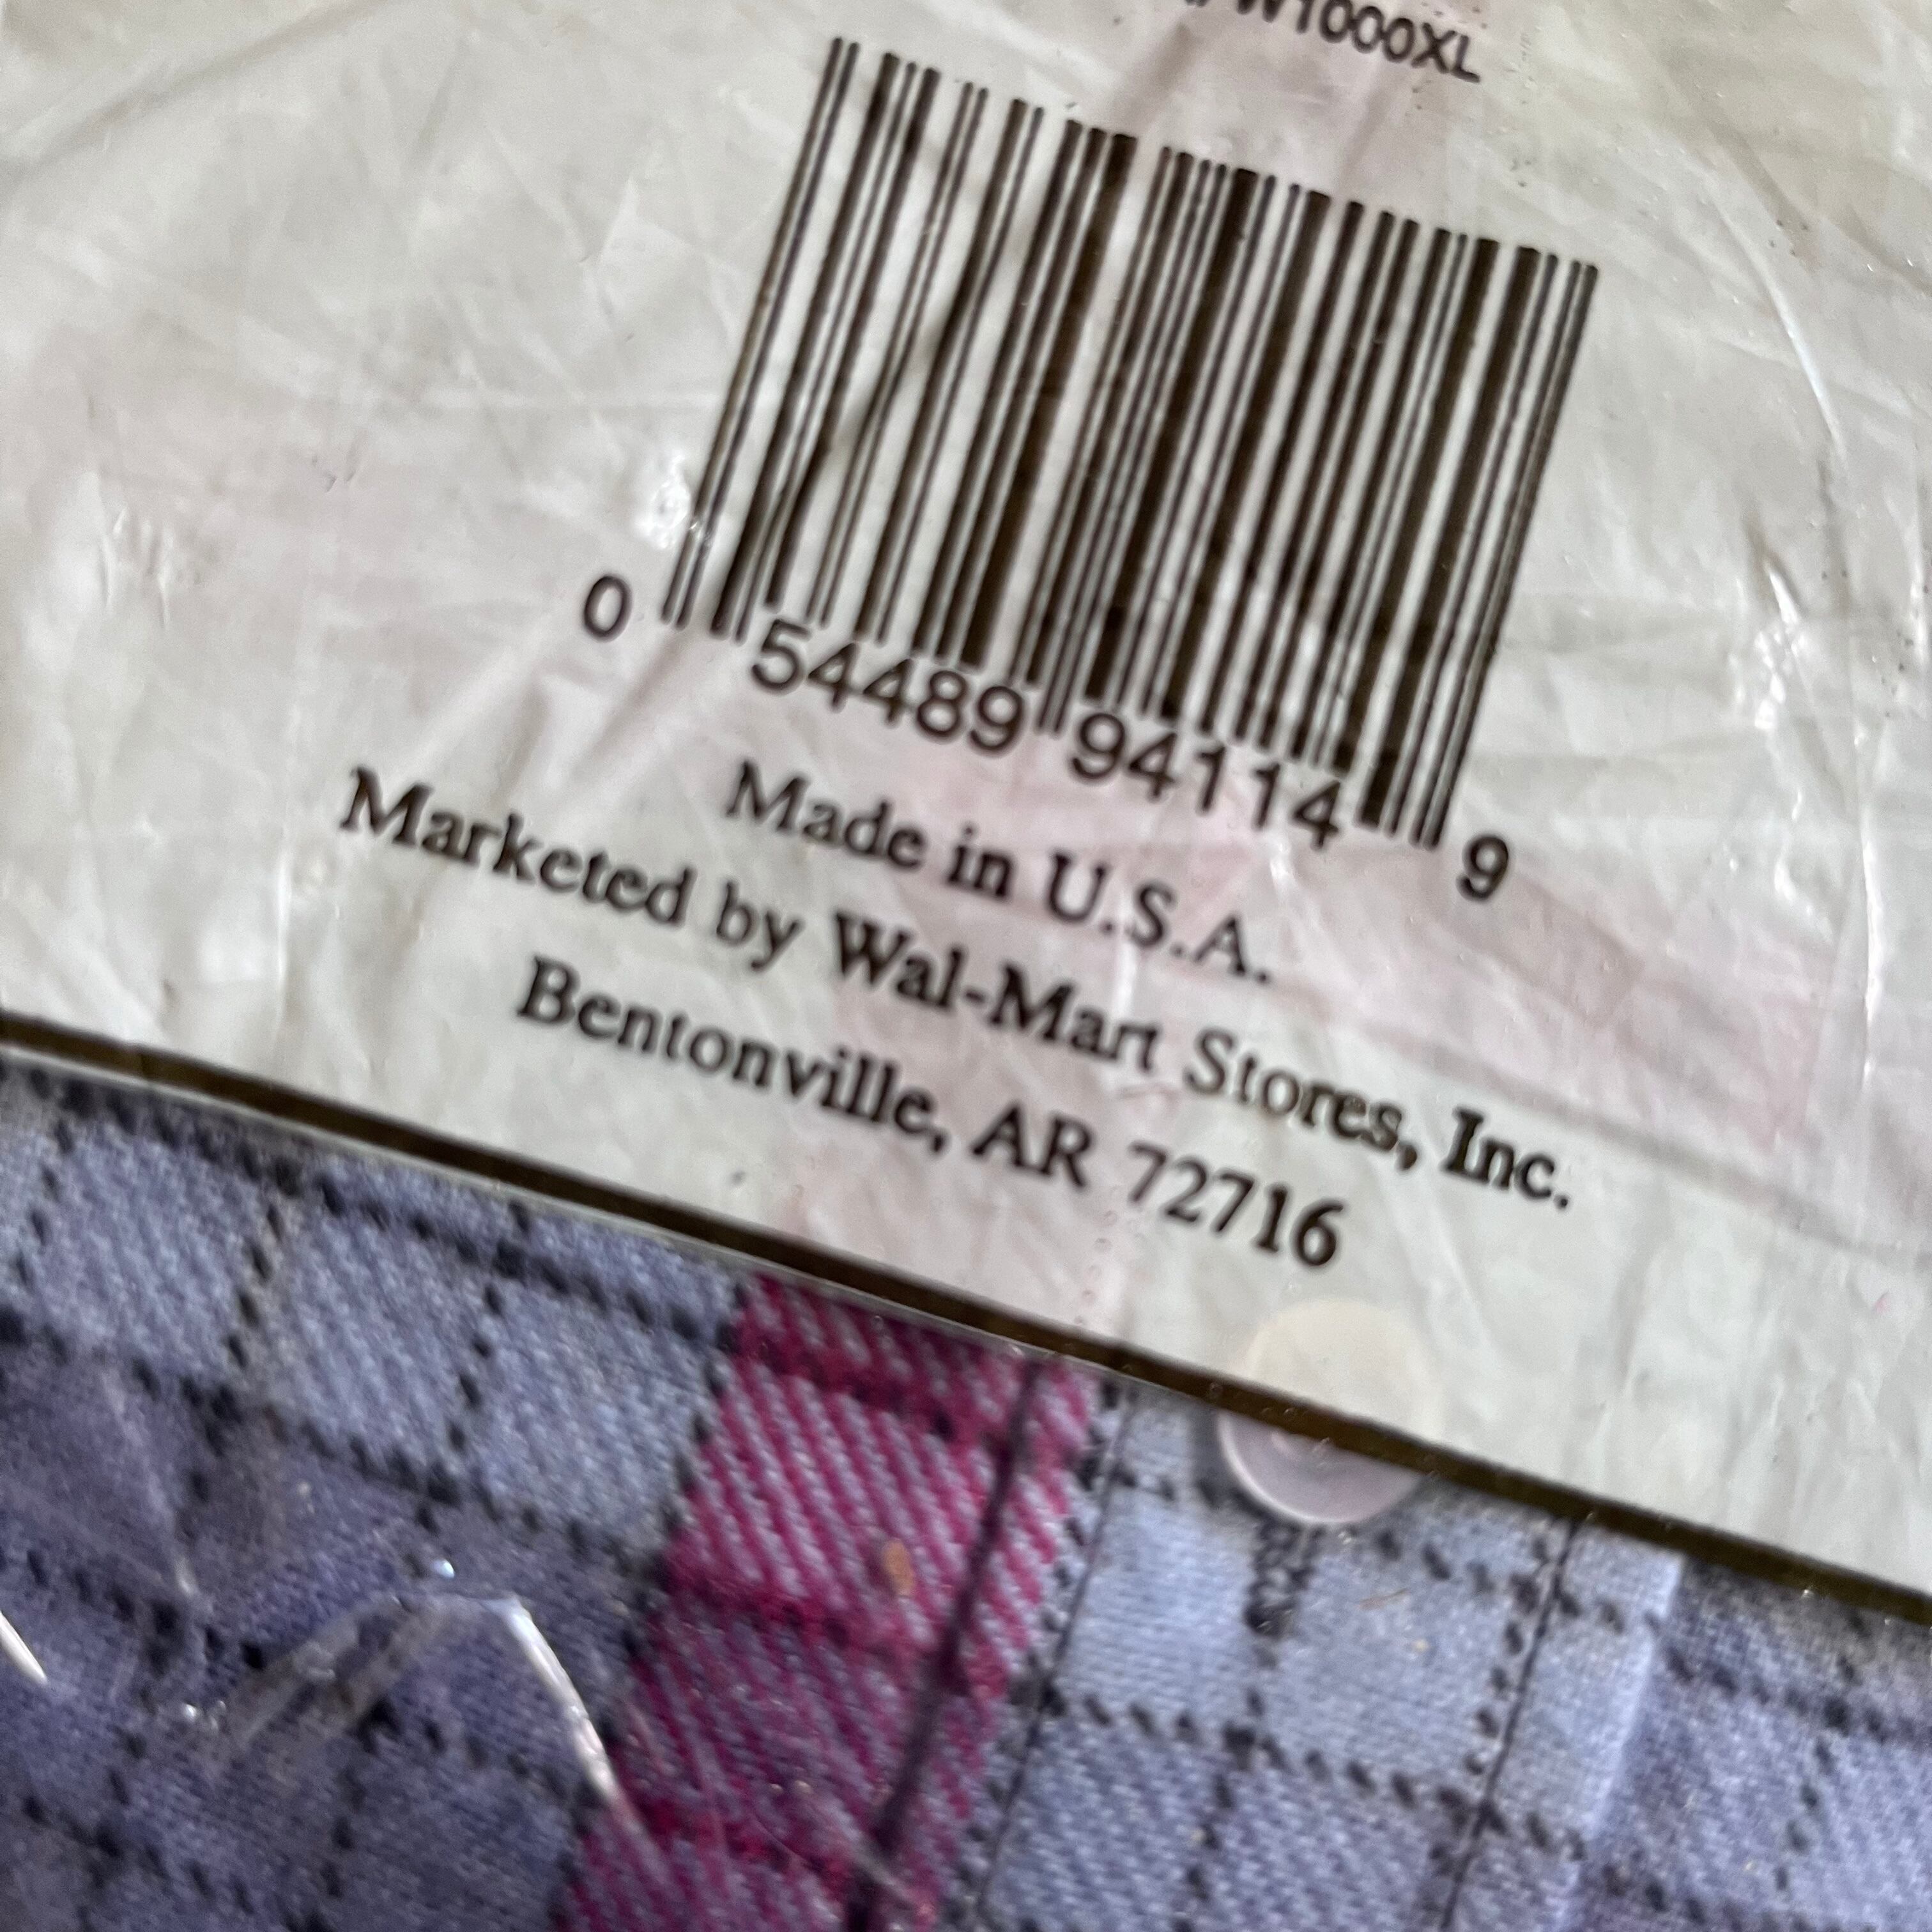 W1000XL
0 54489 94114 9
Made in U.S.A.
Marketed by Wal-Mart Stores, Inc.
Bentonville, AR 72716